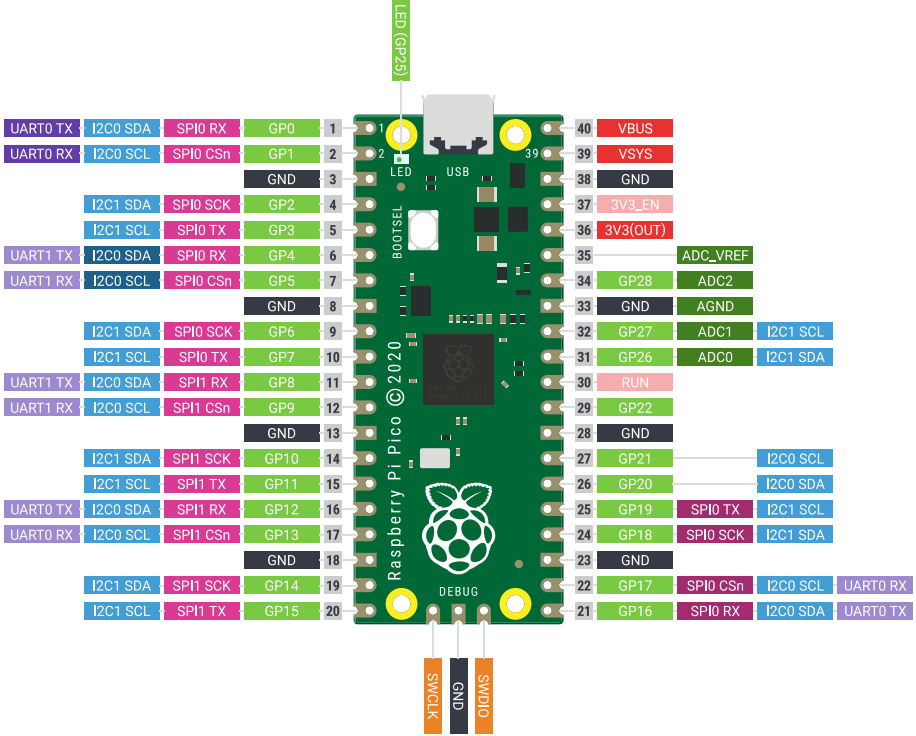 LED (GP25)
UART0 TX I2C0 SDA SPI0 RX GP0 1 1 40 VBUS
UART0 RX I2C0 SCL SPI0 CSn GP1 2 2 39 39 VSYS
GND 3 LED USB 38 GND
I2C1 SDA SPI0 SCK GP2 4 37 3V3_EN
I2C1 SCL SPI0 TX GP3 5 36 3V3(OUT)
BOOTSEL
UART1 TX I2C0 SDA SPI0 RX GP4 6 35 ADC_VREF
UART1 RX I2C0 SCL SPI0 CSn GP5 7 34 GP28 ADC2
GND 8 33 GND AGND
I2C1 SDA SPI0 SCK GP6 9 32 GP27 ADC1 I2C1 SCL
I2C1 SCL SPI0 TX GP7 10 31 GP26 ADC0 I2C1 SDA
UART1 TX I2C0 SDA SPI1 RX GP8 11 30 RUN
UART1 RX I2C0 SCL SPI1 CSn GP9 12 29 GP22
GND 13 28 GND
I2C1 SDA SPI1 SCK GP10 14 27 GP21 I2C0 SCL
I2C1 SCL SPI1 TX GP11 15 26 GP20 I2C0 SDA
Raspberry Pi Pico © 2020
UART0 TX I2C0 SDA SPI1 RX GP12 16 25 GP19 SPI0 TX I2C1 SCL
UART0 RX I2C0 SCL SPI1 CSn GP13 17 24 GP18 SPI0 SCK I2C1 SDA
GND 18 23 GND
I2C1 SDA SPI1 SCK GP14 19 DEBUG 22 GP17 SPI0 CSn I2C0 SCL UART0 RX
I2C1 SCL SPI1 TX GP15 20 21 GP16 SPI0 RX I2C0 SDA UART0 TX
SWCLK
GND
SWDIO